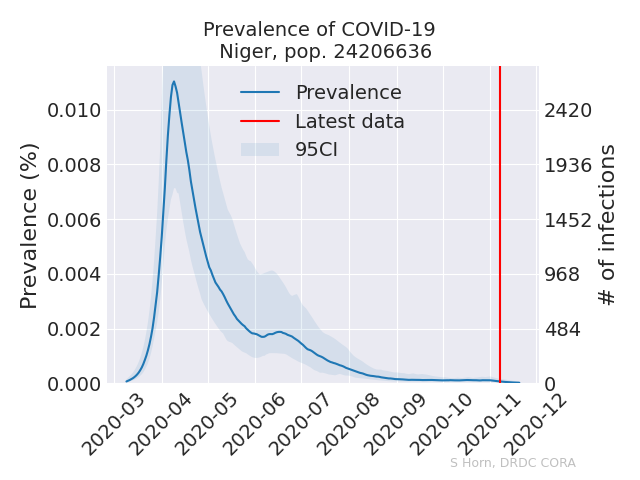 Prevalence of COVID-19
Niger, pop. 24206636
Prevalence
Latest data
95CI
Prevalence (%)
0.010
0.008
0.006
0.004
0.002
0.000
2420
1936
1452
968
484
0
# of infections
2020-03
2020-04
2020-05
2020-06
2020-07
2020-08
2020-09
2020-10
2020-11
2020-12
S Horn, DRDC CORA